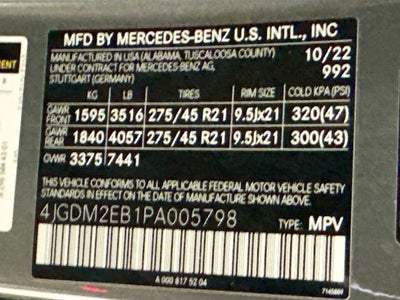 MFD BY MERCEDES-BENZ U.S. INTL., INC
MANUFACTURED IN USA (ALABAMA, TUSCALOOSA COUNTY) 10/22
UNDER CONTRACT FOR MERCEDES-BENZ AG, 992
STUTTGART (GERMANY)
KG LB TIRES RIM SIZE COLD KPA (PSI)
GAWR FRONT 1595 3516 275/45 R21 9.5Jx21 320(47)
GAWR REAR 1840 4057 275/45 R21 9.5Jx21 300(43)
GVWR 3375 7441
THIS VEHICLE CONFORMS TO ALL APPLICABLE FEDERAL MOTOR VEHICLE SAFETY
STANDARDS IN EFFECT ON THE DATE OF MANUFACTURE SHOWN ABOVE.
4JGDM2EB1PA005798 TYPE: MPV
A 000 817 52 04